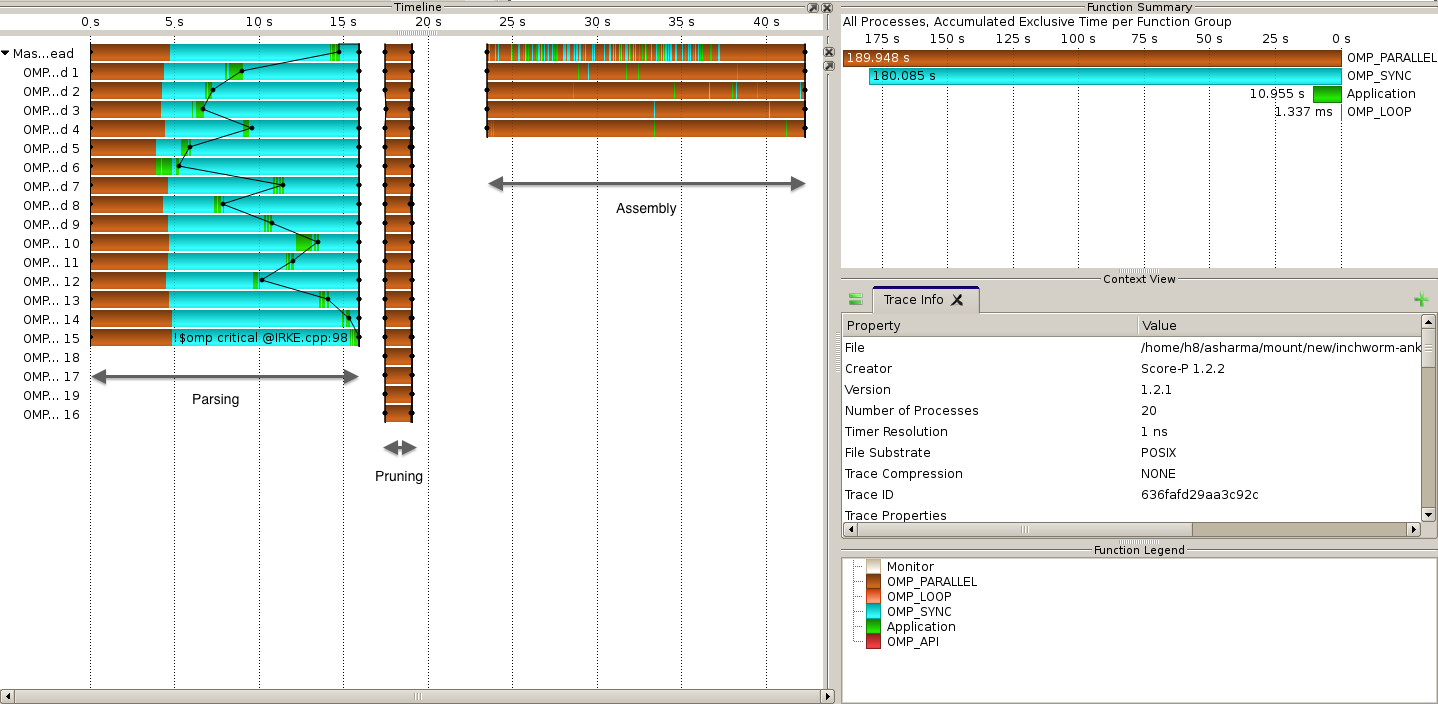 Timeline
0 s 5 s 10 s 15 s 20 s 25 s 30 s 35 s 40 s
Mas...ead
OMP...d 1
OMP...d 2
OMP...d 3
OMP...d 4
OMP...d 5
OMP...d 6
OMP...d 7
OMP...d 8
OMP...d 9
OMP... 10
OMP... 11
OMP... 12
OMP... 13
OMP... 14
OMP... 15
!$omp critical @IRKE.cpp:98
OMP... 18
OMP... 17
OMP... 19
OMP... 16
Parsing
Pruning
Assembly
Function Summary
All Processes, Accumulated Exclusive Time per Function Group
175 s 150 s 125 s 100 s 75 s 50 s 25 s 0 s
189.948 s OMP_PARALLEL
180.085 s OMP_SYNC
10.955 s Application
1.337 ms OMP_LOOP
Context View
Trace Info
Property Value
File /home/h8/asharma/mount/new/inchworm-ank
Creator Score-P 1.2.2
Version 1.2.1
Number of Processes 20
Timer Resolution 1 ns
File Substrate POSIX
Trace Compression NONE
Trace ID 636fafd29aa3c92c
Trace Properties
Function Legend
Monitor
OMP_PARALLEL
OMP_LOOP
OMP_SYNC
Application
OMP_API